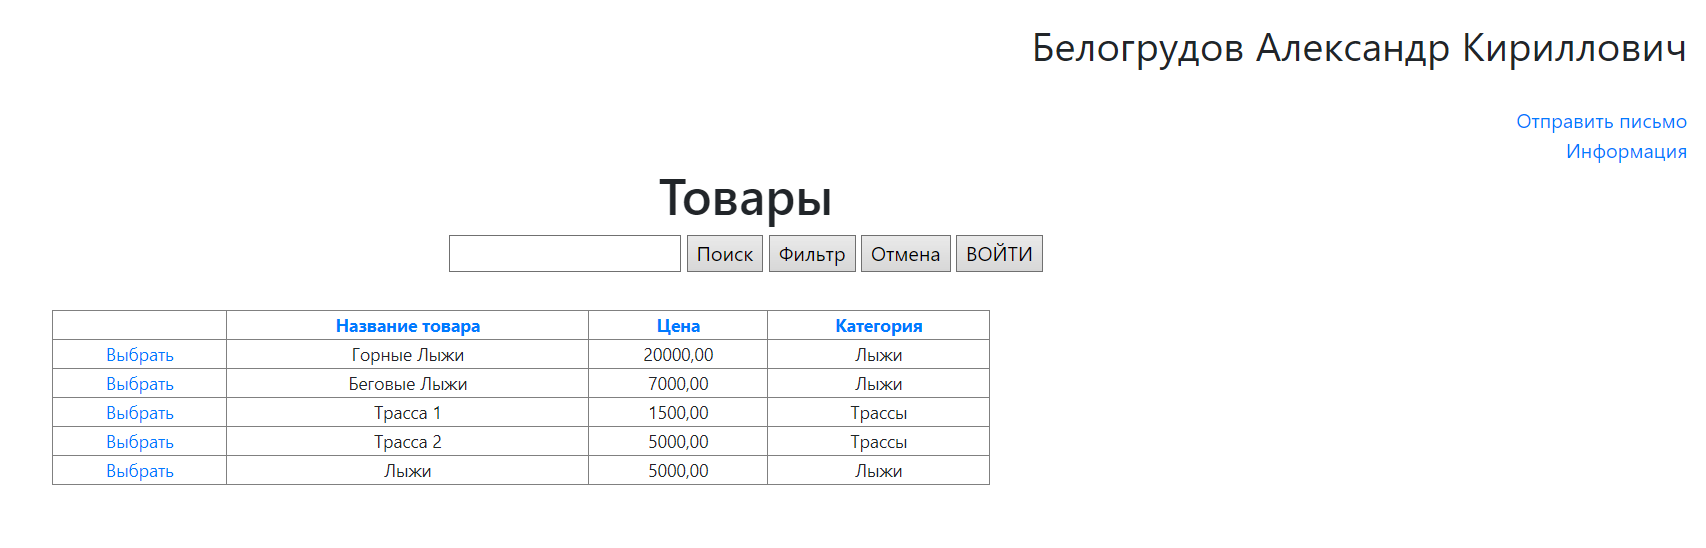 Белогрудов Александр Кириллович
Отправить письмо
Информация
Товары
Поиск Фильтр Отмена ВОЙТИ
Название товара Цена Категория
Выбрать Горные Лыжи 20000,00 Лыжи
Выбрать Беговые Лыжи 7000,00 Лыжи
Выбрать Трасса 1 1500,00 Трассы
Выбрать Трасса 2 5000,00 Трассы
Выбрать Лыжи 5000,00 Лыжи